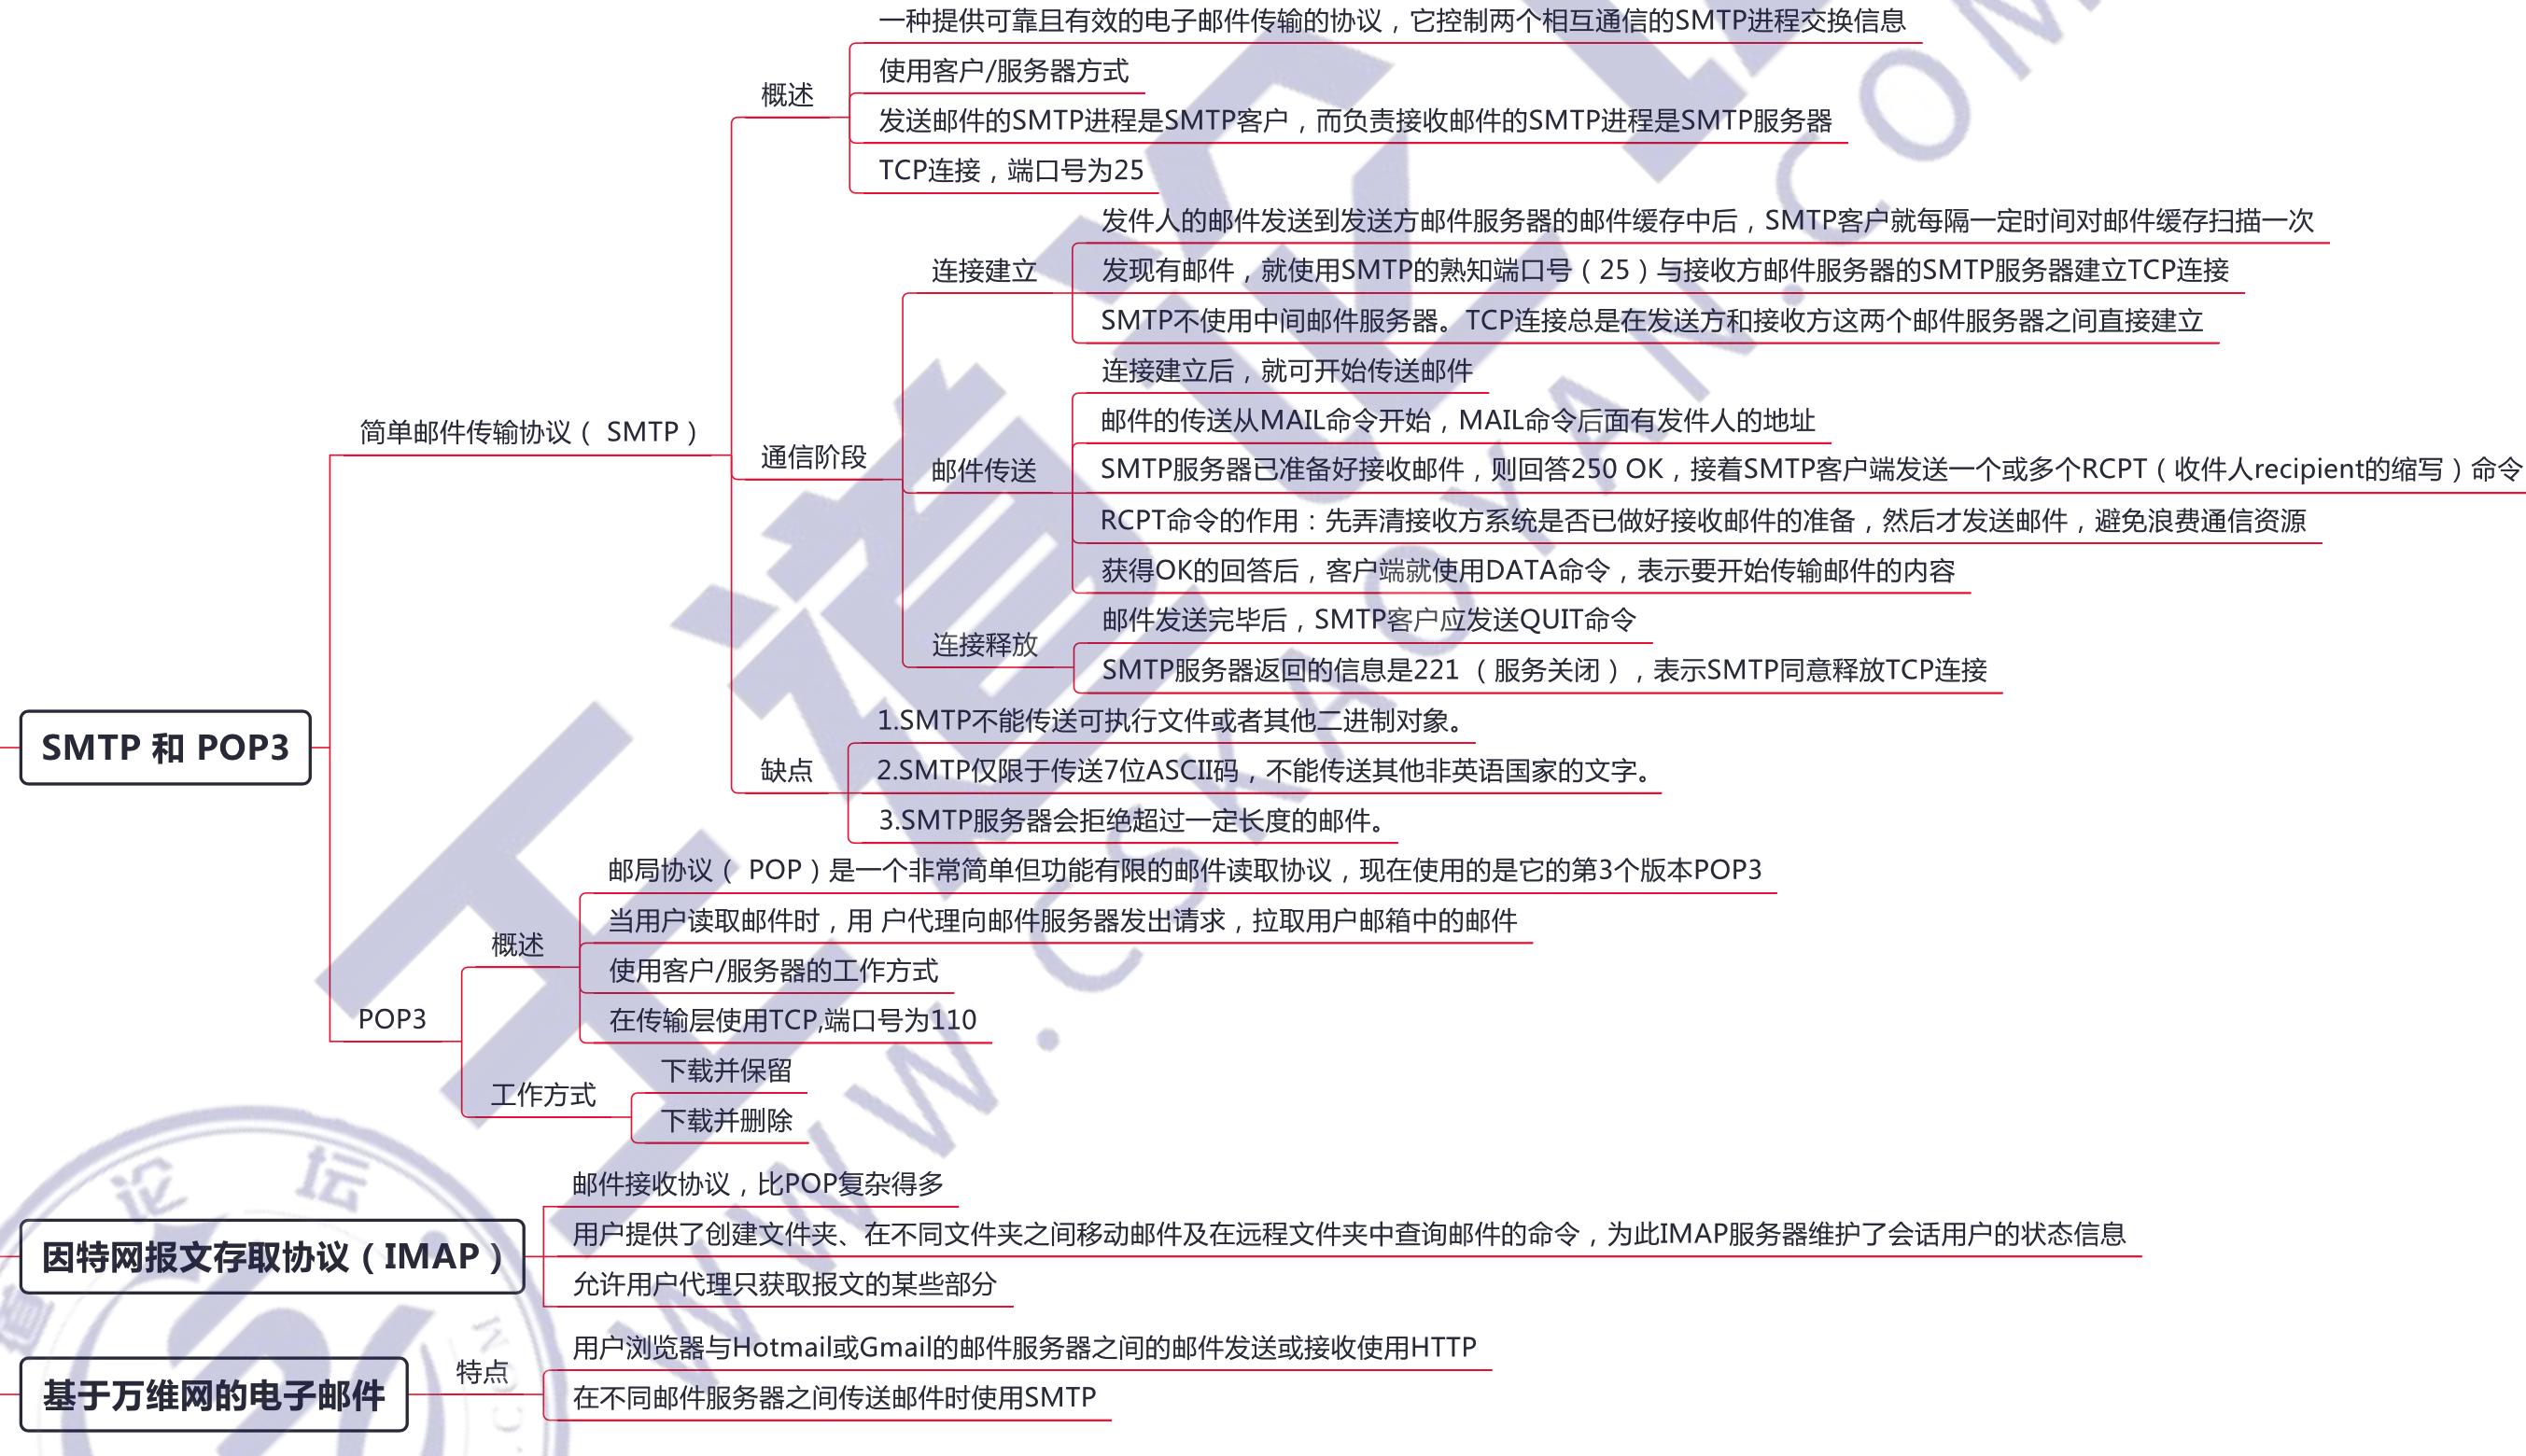 一种提供可靠且有效的电子邮件传输的协议，它控制两个相互通信的SMTP进程交换信息
使用客户/服务器方式
概述
发送邮件的SMTP进程是SMTP客户，而负责接收邮件的SMTP进程是SMTP服务器
TCP连接，端口号为25
发件人的邮件发送到发送方邮件服务器的邮件缓存中后，SMTP客户就每隔一定时间对邮件缓存扫描一次
连接建立
发现有邮件，就使用SMTP的熟知端口号（25）与接收方邮件服务器的SMTP服务器建立TCP连接
SMTP不使用中间邮件服务器。TCP连接总是在发送方和接收方这两个邮件服务器之间直接建立
连接建立后，就可开始传送邮件
邮件的传送从MAIL命令开始，MAIL命令后面有发件人的地址
简单邮件传输协议（ SMTP）
通信阶段
邮件传送
SMTP服务器已准备好接收邮件，则回答250 OK，接着SMTP客户端发送一个或多个RCPT（收件人recipient的缩写）命令
RCPT命令的作用：先弄清接收方系统是否已做好接收邮件的准备，然后才发送邮件，避免浪费通信资源
获得OK的回答后，客户端就使用DATA命令，表示要开始传输邮件的内容
邮件发送完毕后，SMTP客户应发送QUIT命令
连接释放
SMTP服务器返回的信息是221（服务关闭），表示SMTP同意释放TCP连接
1.SMTP不能传送可执行文件或者其他二进制对象。
SMTP 和 POP3
缺点
2.SMTP仅限于传送7位ASCII码，不能传送其他非英语国家的文字。
3.SMTP服务器会拒绝超过一定长度的邮件。
邮局协议（ POP）是一个非常简单但功能有限的邮件读取协议，现在使用的是它的第3个版本POP3
当用户读取邮件时，用 户代理向邮件服务器发出请求，拉取用户邮箱中的邮件
概述
使用客户/服务器的工作方式
在传输层使用TCP,端口号为110
POP3
下载并保留
工作方式
下载并删除
邮件接收协议，比POP复杂得多
因特网报文存取协议（IMAP）
用户提供了创建文件夹、在不同文件夹之间移动邮件及在远程文件夹中查询邮件的命令，为此IMAP服务器维护了会话用户的状态信息
允许用户代理只获取报文的某些部分
用户浏览器与Hotmail或Gmail的邮件服务器之间的邮件发送或接收使用HTTP
基于万维网的电子邮件
特点
在不同邮件服务器之间传送邮件时使用SMTP
王道论坛
WWW.CSKAOYAN.COM
道论坛